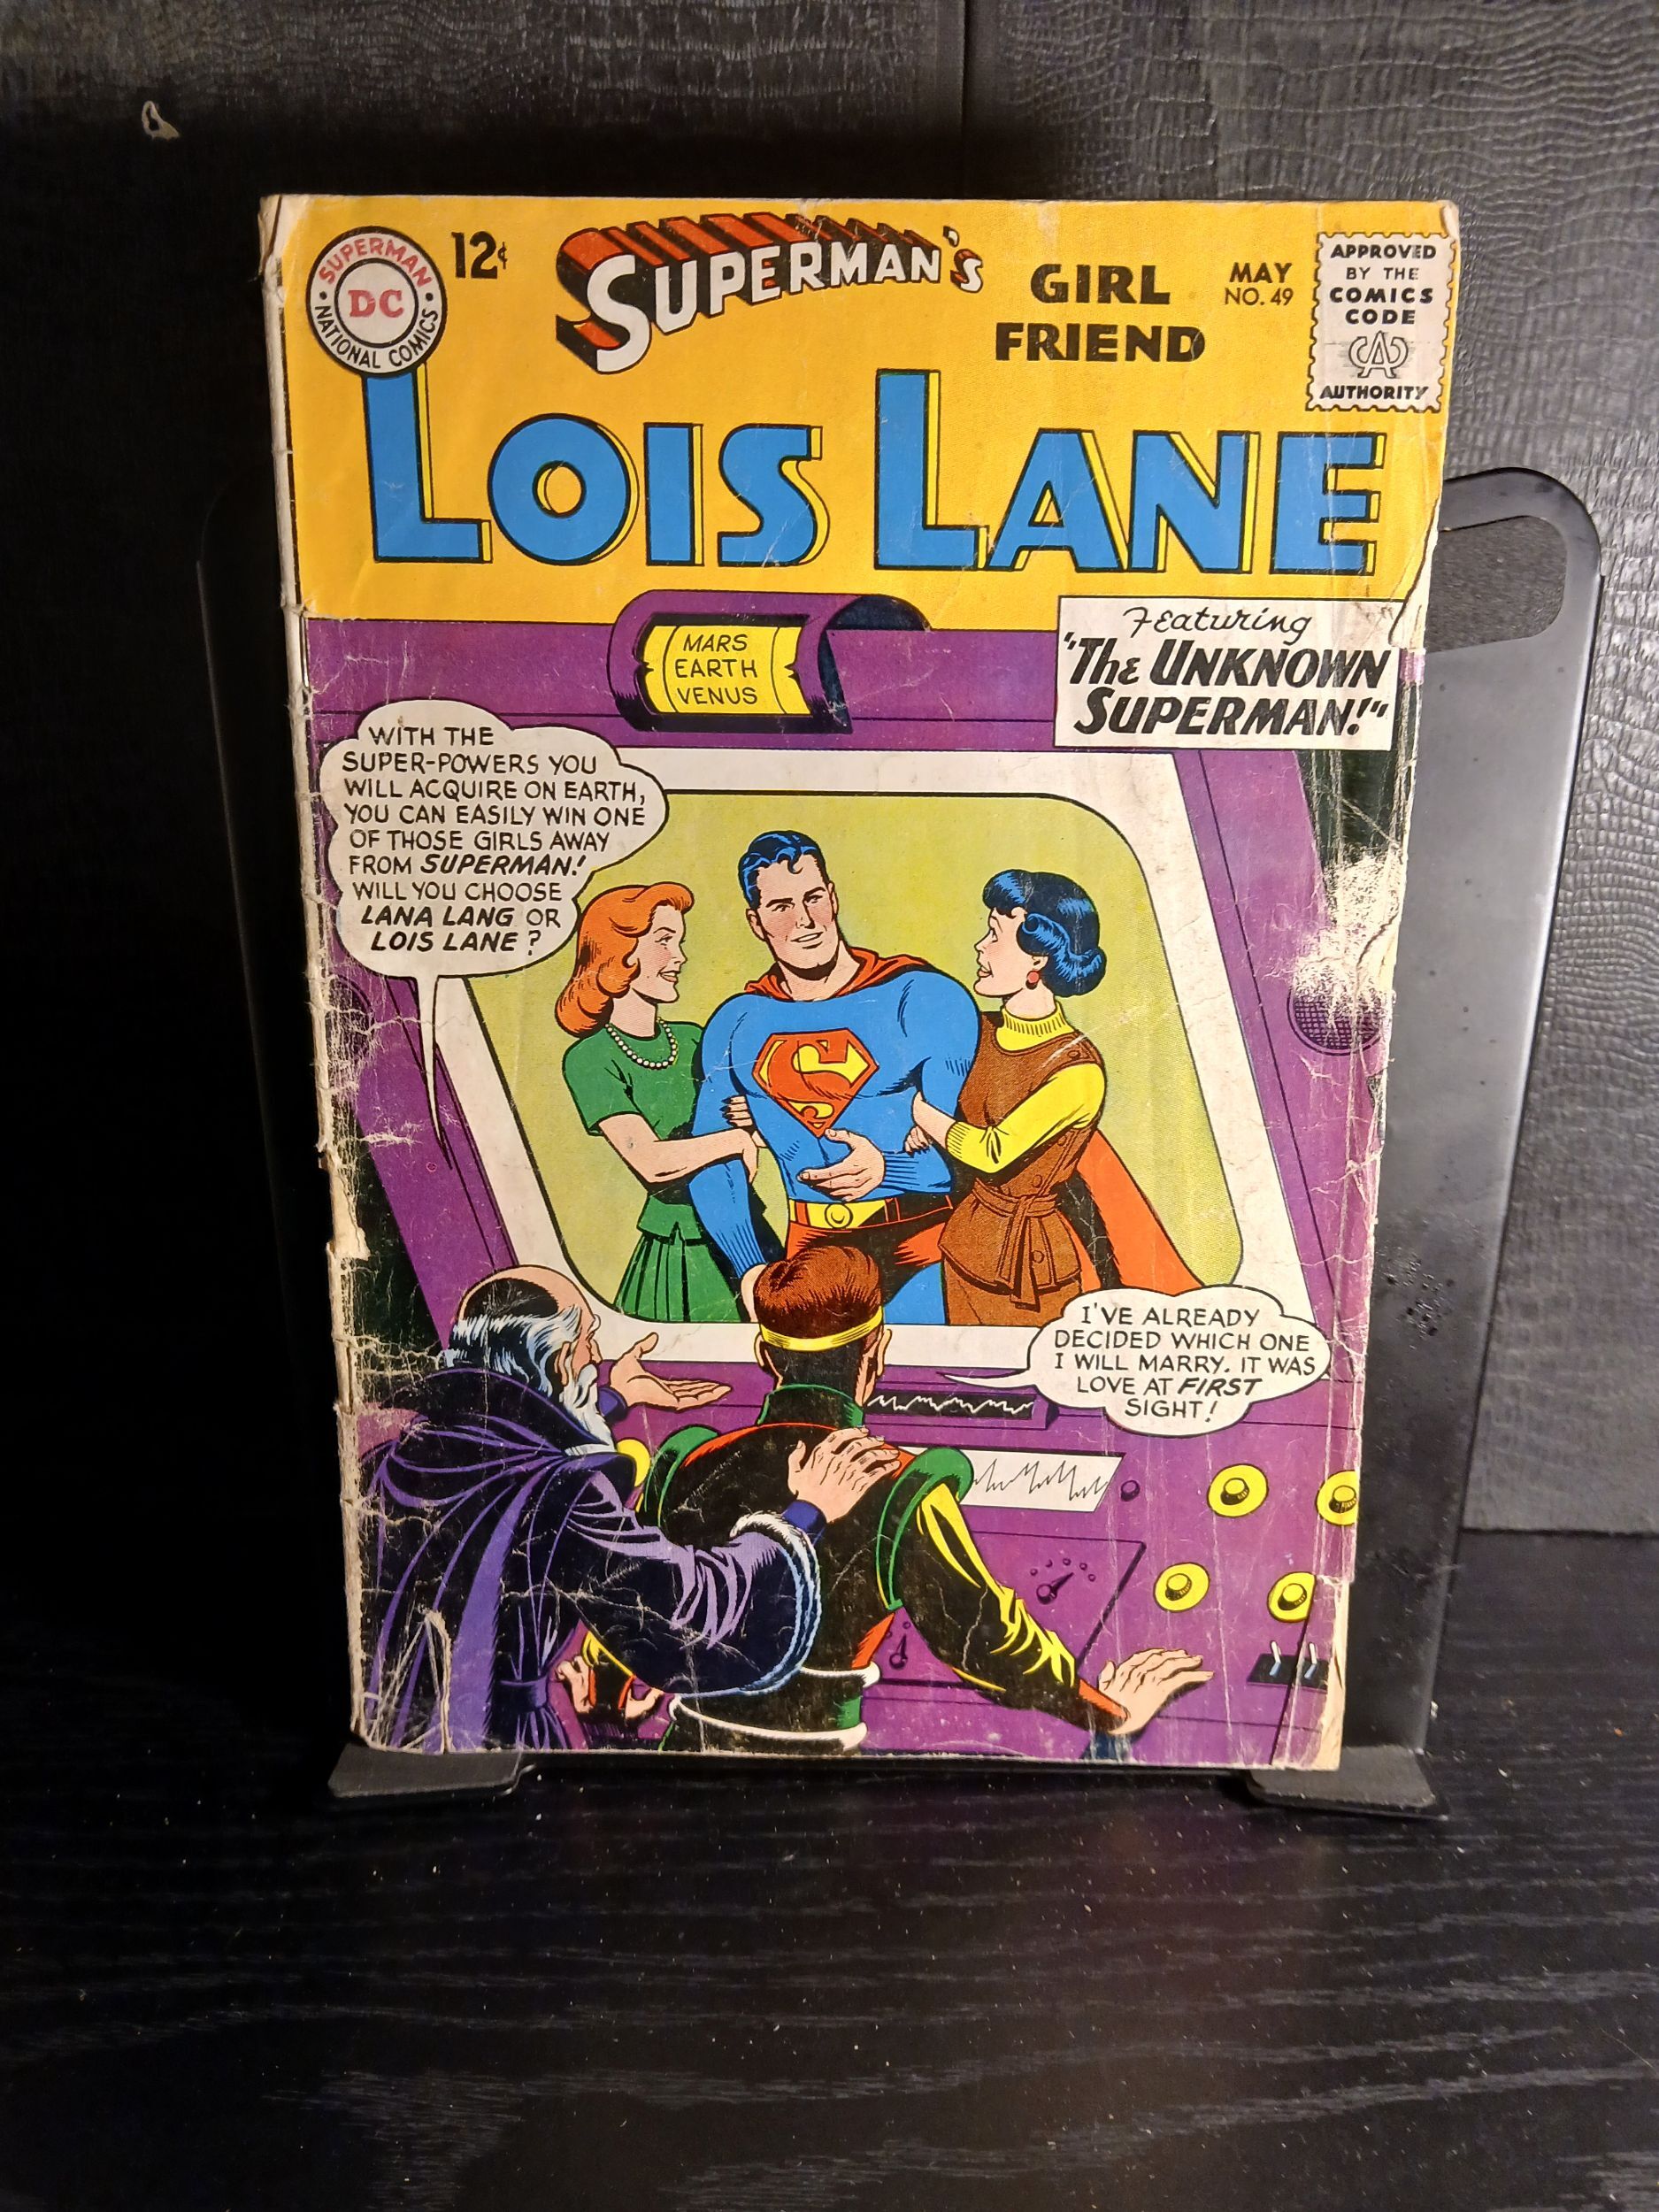 SUPERMAN
DC
NATIONAL COMICS
12¢
SUPERMAN'S
GIRL
FRIEND
MAY
NO. 49
APPROVED
BY THE
COMICS
CODE
CA
AUTHORITY
LOIS LANE
MARS
EARTH
VENUS
Featuring
"THE UNKNOWN
SUPERMAN!"
WITH THE
SUPER-POWERS YOU
WILL ACQUIRE ON EARTH,
YOU CAN EASILY WIN ONE
OF THOSE GIRLS AWAY
FROM SUPERMAN!
WILL YOU CHOOSE
LANA LANG OR
LOIS LANE?
S
I'VE ALREADY
DECIDED WHICH ONE
I WILL MARRY. IT WAS
LOVE AT FIRST
SIGHT!